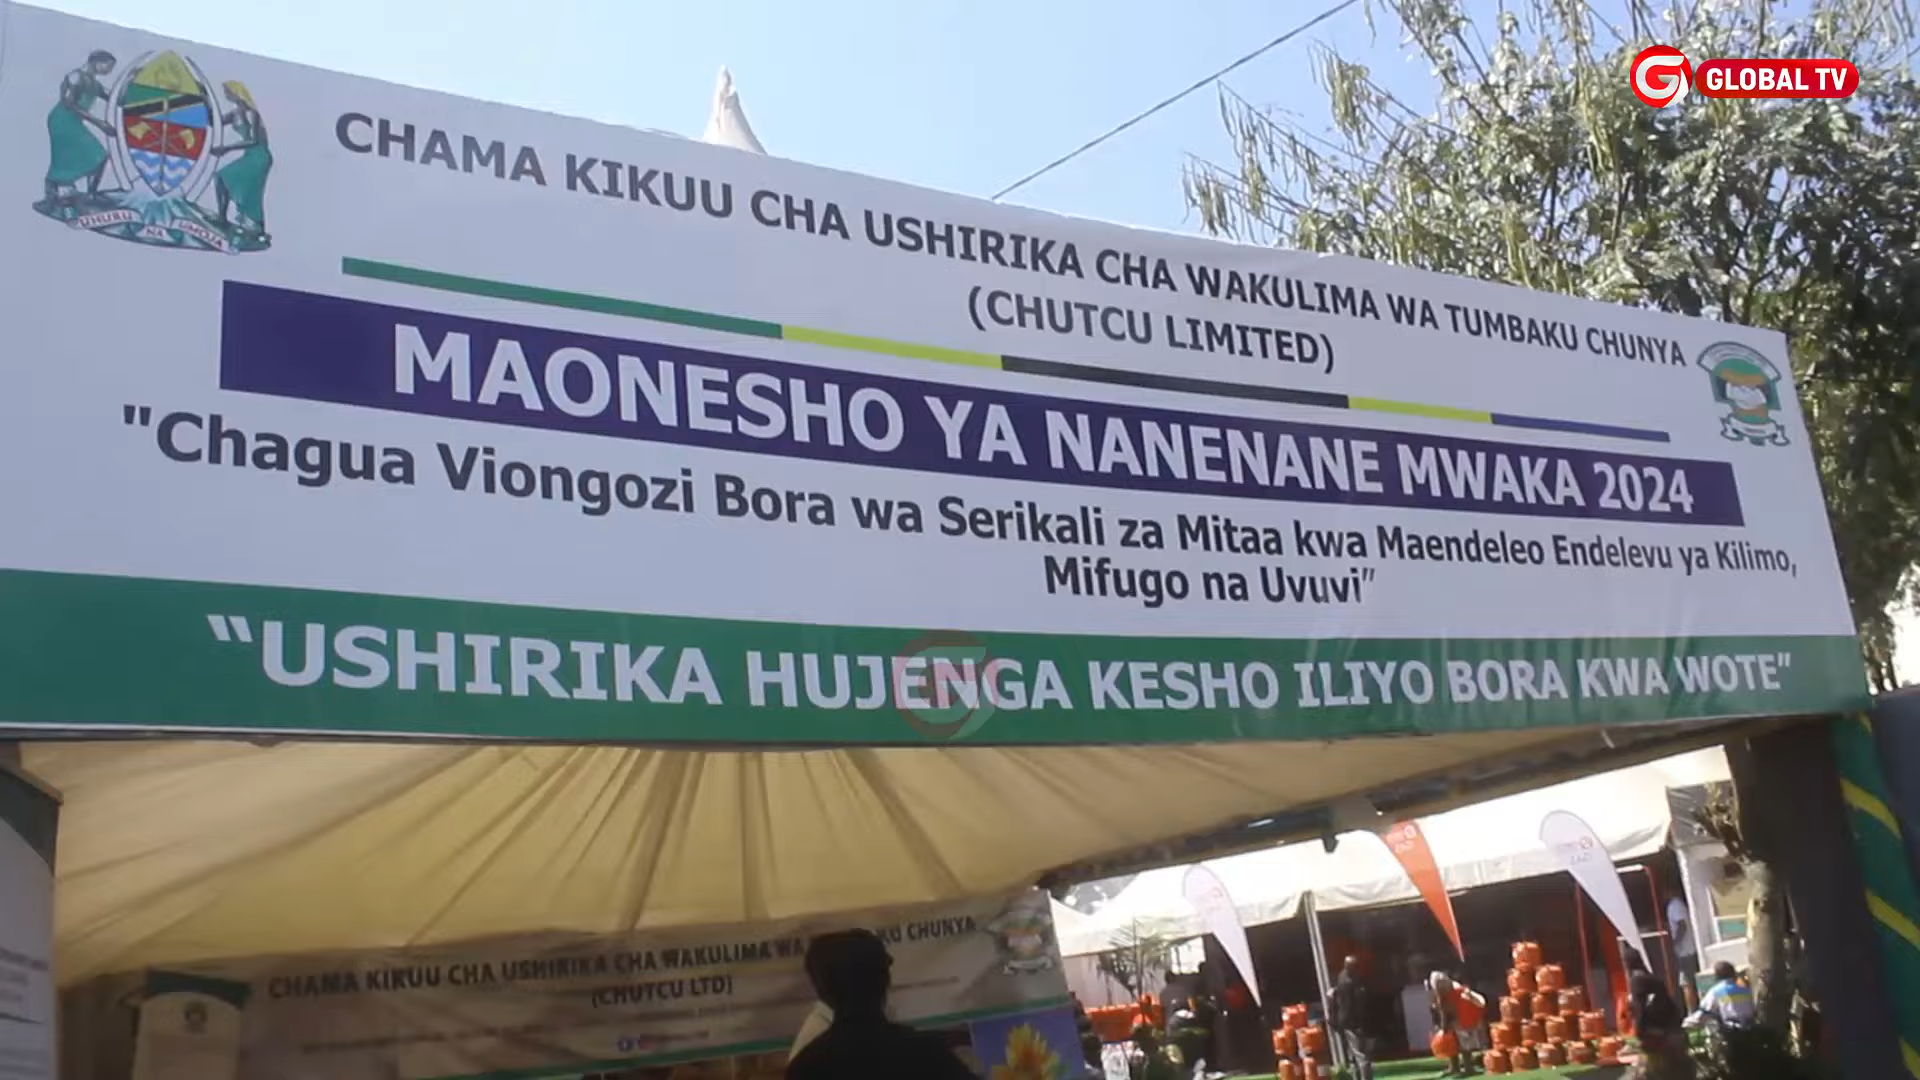 GLOBAL TV
UHURU NA UMOJA
CHAMA KIKUU CHA USHIRIKA CHA WAKULIMA WA TUMBAKU CHUNYA
(CHUTCU LIMITED)
MAONESHO YA NANENANE MWAKA 2024
"Chagua Viongozi Bora wa Serikali za Mitaa kwa Maendeleo Endelevu ya Kilimo,
Mifugo na Uvuvi"
"USHIRIKA HUJENGA KESHO ILIYO BORA KWA WOTE"
CHAMA KIKUU CHA USHIRIKA CHA WAKULIMA WA KU CHUNYA
(CHUTCU LTD)